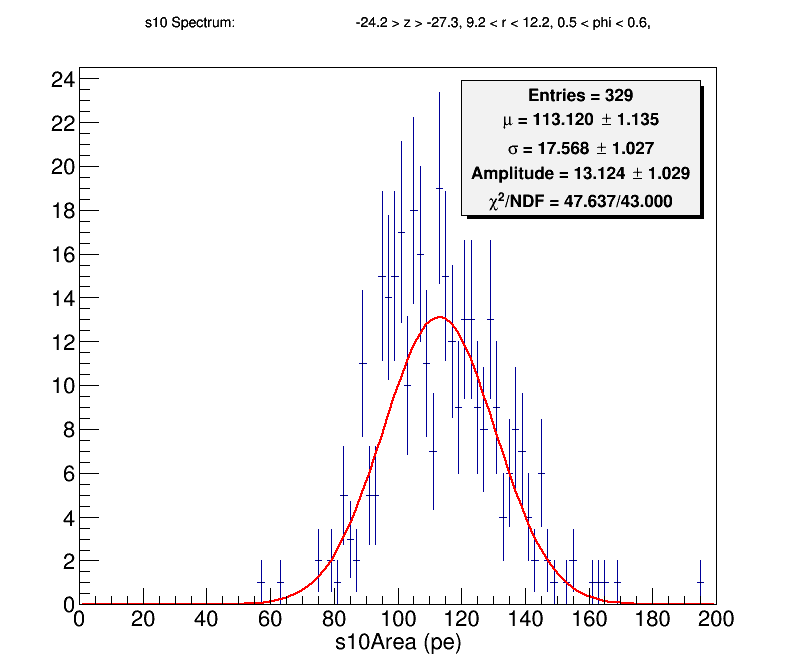 s10 Spectrum: -24.2 > z > -27.3, 9.2 < r < 12.2, 0.5 < phi < 0.6,
Entries = 329
μ = 113.120 ± 1.135
σ = 17.568 ± 1.027
Amplitude = 13.124 ± 1.029
χ²/NDF = 47.637/43.000
24
22
20
18
16
14
12
10
8
6
4
2
0
0 20 40 60 80 100 120 140 160 180 200
s10Area (pe)